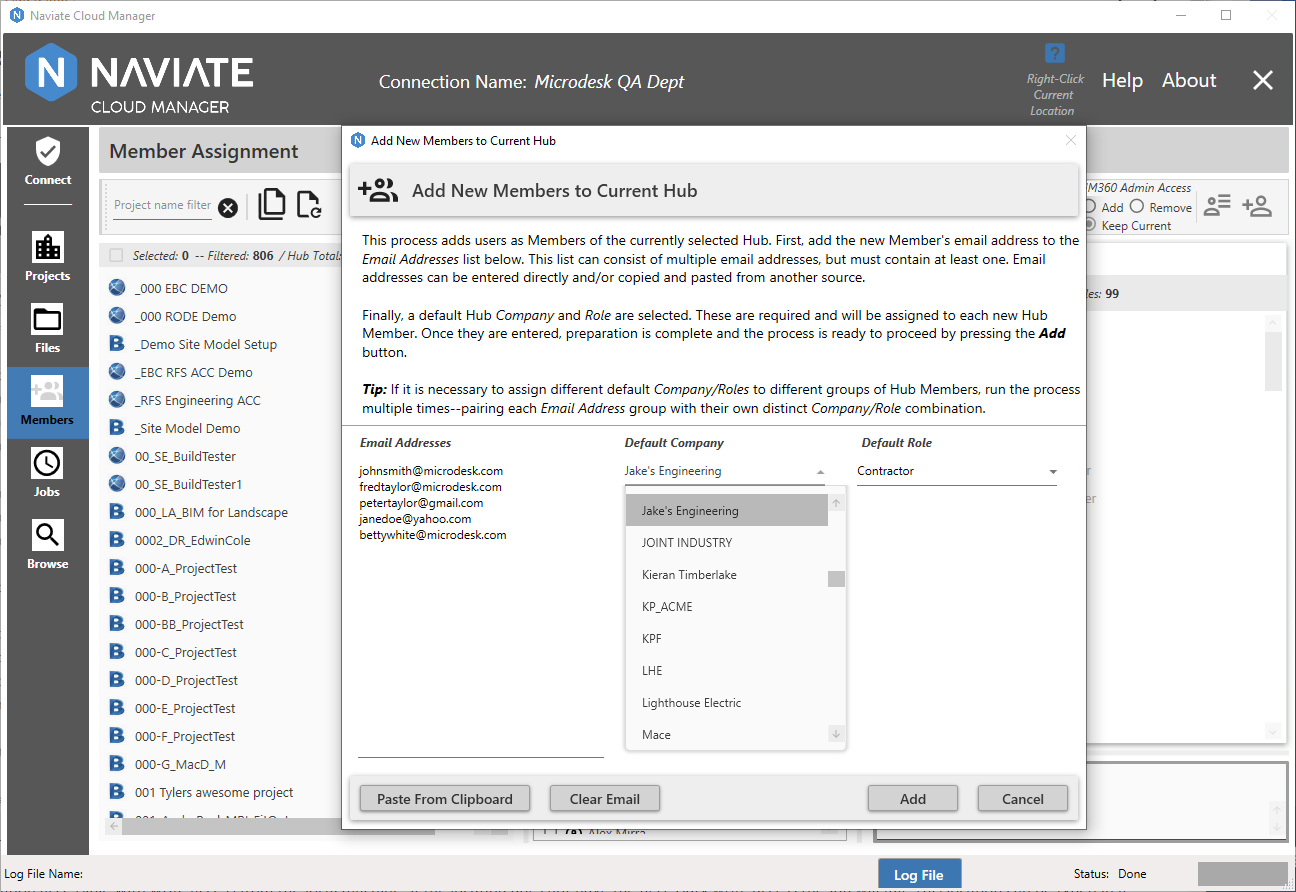 Naviate Cloud Manager
NAVIATE
CLOUD MANAGER
Connection Name: Microdesk QA Dept
?
Right-Click
Current
Location
Help
About
Connect
Projects
Files
Members
Jobs
Browse
Member Assignment
Project name filter
Selected: 0 -- Filtered: 806 / Hub Total:
_000 EBC DEMO
_000 RODE Demo
_Demo Site Model Setup
_EBC RFS ACC Demo
_RFS Engineering ACC
_Site Model Demo
00_SE_BuildTester
00_SE_BuildTester1
000_LA_BIM for Landscape
0002_DR_EdwinCole
000-A_ProjectTest
000-B_ProjectTest
000-BB_ProjectTest
000-C_ProjectTest
000-D_ProjectTest
000-E_ProjectTest
000-F_ProjectTest
000-G_MacD_M
001 Tylers awesome project
Add New Members to Current Hub
Add New Members to Current Hub
This process adds users as Members of the currently selected Hub. First, add the new Member's email address to the
Email Addresses list below. This list can consist of multiple email addresses, but must contain at least one. Email
addresses can be entered directly and/or copied and pasted from another source.
Finally, a default Hub Company and Role are selected. These are required and will be assigned to each new Hub
Member. Once they are entered, preparation is complete and the process is ready to proceed by pressing the Add
button.
Tip: If it is necessary to assign different default Company/Roles to different groups of Hub Members, run the process
multiple times--pairing each Email Address group with their own distinct Company/Role combination.
Email Addresses
johnsmith@microdesk.com
fredtaylor@microdesk.com
petertaylor@gmail.com
janedoe@yahoo.com
bettywhite@microdesk.com
Default Company
Jake's Engineering
Jake's Engineering
JOINT INDUSTRY
Kieran Timberlake
KP_ACME
KPF
LHE
Lighthouse Electric
Mace
Default Role
Contractor
Paste From Clipboard
Clear Email
Add
Cancel
M360 Admin Access
Add
Remove
Keep Current
les: 99
Alex Mirra
Log File Name:
Log File
Status: Done